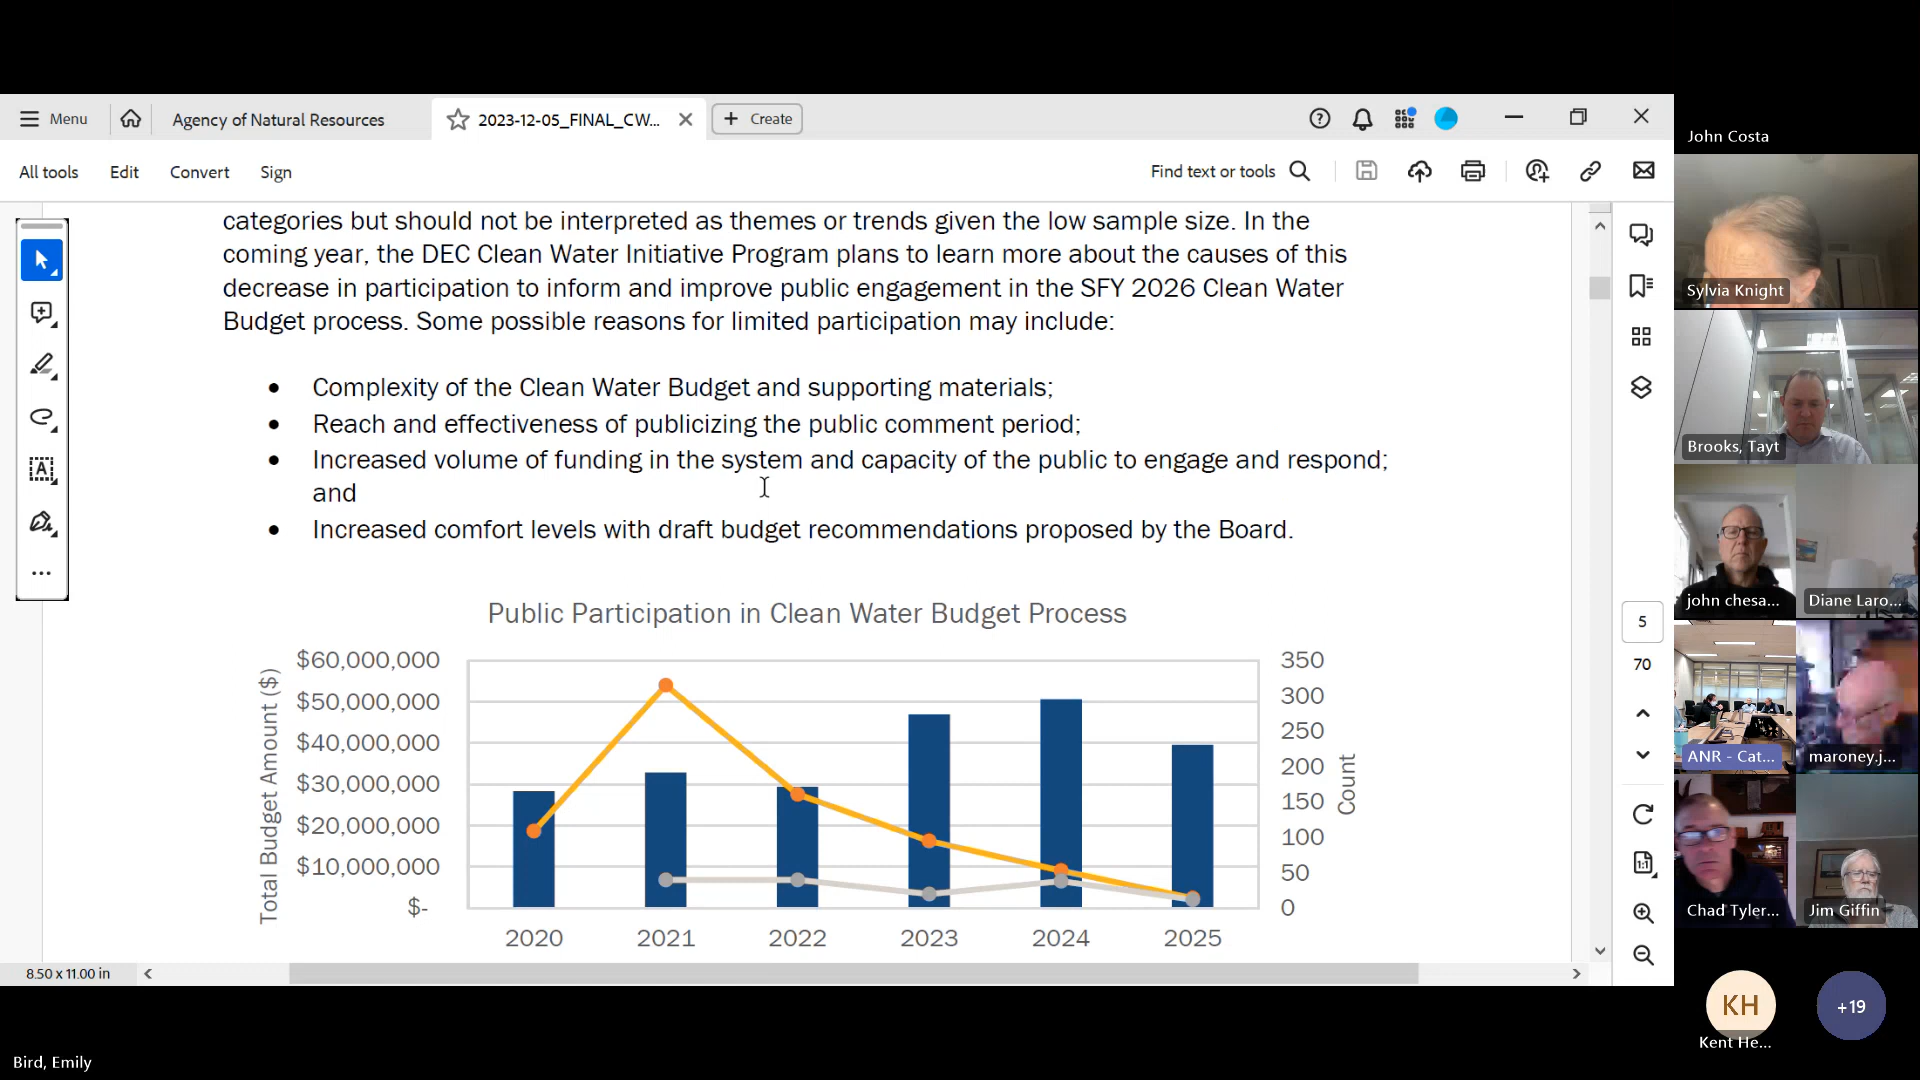 Menu
Agency of Natural Resources
2023-12-05_FINAL_CW...
+ Create
All tools
Edit
Convert
Sign
Find text or tools
categories but should not be interpreted as themes or trends given the low sample size. In the
coming year, the DEC Clean Water Initiative Program plans to learn more about the causes of this
decrease in participation to inform and improve public engagement in the SFY 2026 Clean Water
Budget process. Some possible reasons for limited participation may include:
• Complexity of the Clean Water Budget and supporting materials;
• Reach and effectiveness of publicizing the public comment period;
• Increased volume of funding in the system and capacity of the public to engage and respond;
and
• Increased comfort levels with draft budget recommendations proposed by the Board.
Public Participation in Clean Water Budget Process
Total Budget Amount ($)
$60,000,000
$50,000,000
$40,000,000
$30,000,000
$20,000,000
$10,000,000
$-
350
300
250
200
150
100
50
0
Count
2020
2021
2022
2023
2024
2025
5
70
1:1
8.50 x 11.00 in
John Costa
Sylvia Knight
Brooks, Tayt
john chesa...
Diane Laro...
ANR - Cat...
maroney.j...
Chad Tyler...
Jim Giffin
KH
Kent He...
+19
Bird, Emily